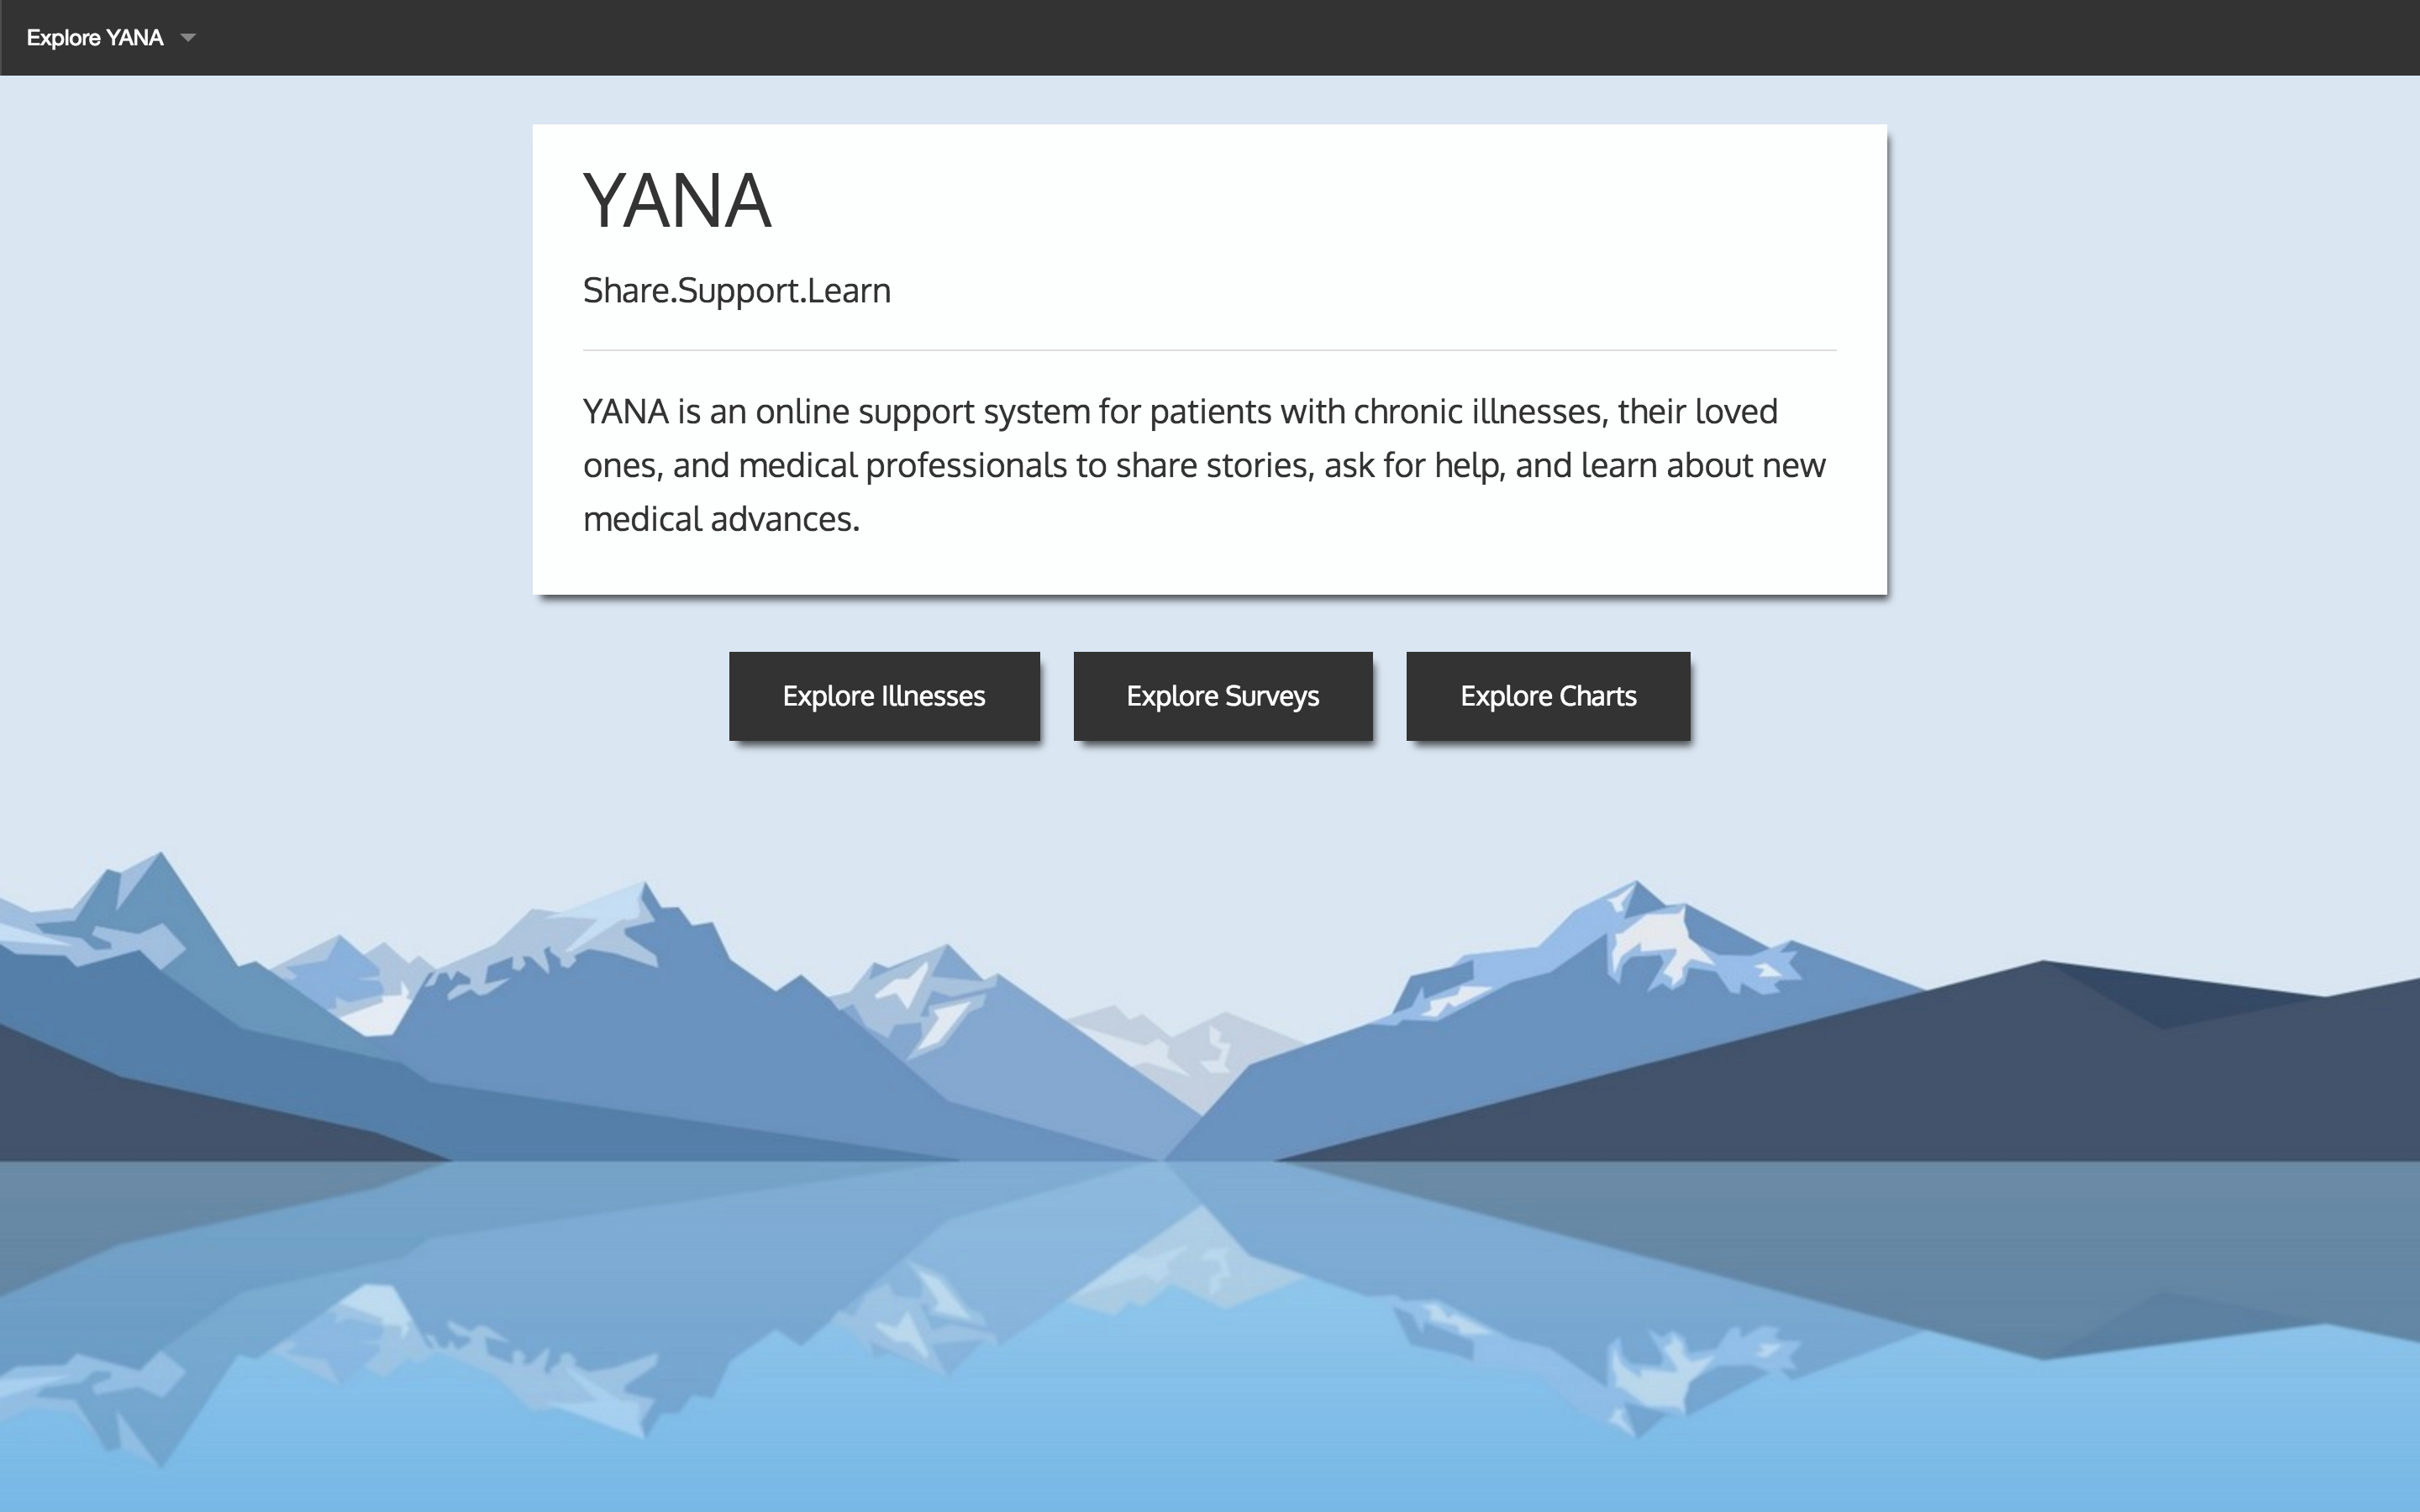 Explore YANA
YANA
Share.Support.Learn
YANA is an online support system for patients with chronic illnesses, their loved
ones, and medical professionals to share stories, ask for help, and learn about new
medical advances.
Explore Illnesses
Explore Surveys
Explore Charts